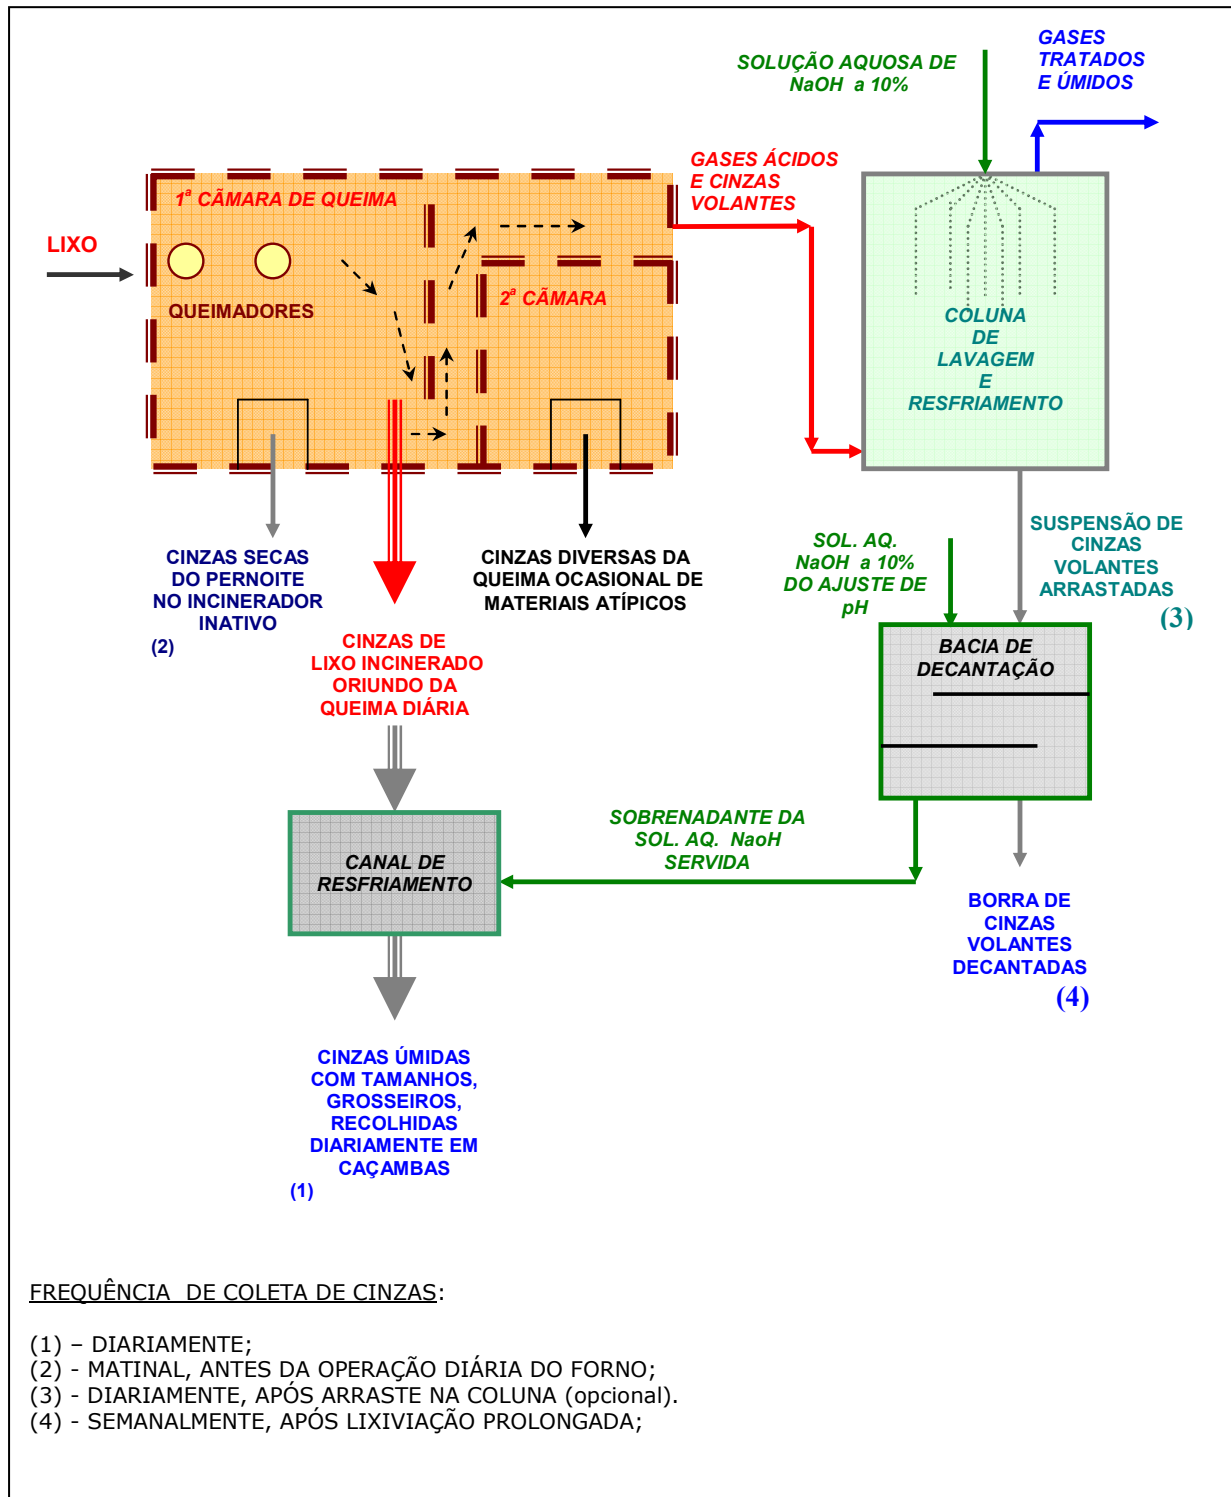 SOLUÇÃO AQUOSA DE
NaOH a 10%
GASES
TRATADOS
E ÚMIDOS
GASES ÁCIDOS
E CINZAS
VOLANTES
1ª CÃMARA DE QUEIMA
LIXO
QUEIMADORES
2ª CÃMARA
COLUNA
DE
LAVAGEM
E
RESFRIAMENTO
CINZAS SECAS
DO PERNOITE
NO INCINERADOR
INATIVO
(2)
CINZAS DIVERSAS DA
QUEIMA OCASIONAL DE
MATERIAIS ATÍPICOS
SOL. AQ.
NaOH a 10%
DO AJUSTE DE
pH
SUSPENSÃO DE
CINZAS
VOLANTES
ARRASTADAS
(3)
CINZAS DE
LIXO INCINERADO
ORIUNDO DA
QUEIMA DIÁRIA
BACIA DE
DECANTAÇÃO
SOBRENADANTE DA
SOL. AQ. NaoH
SERVIDA
CANAL DE
RESFRIAMENTO
BORRA DE
CINZAS
VOLANTES
DECANTADAS
(4)
CINZAS ÚMIDAS
COM TAMANHOS,
GROSSEIROS,
RECOLHIDAS
DIARIAMENTE EM
CAÇAMBAS
(1)
FREQUÊNCIA DE COLETA DE CINZAS:
(1) – DIARIAMENTE;
(2) - MATINAL, ANTES DA OPERAÇÃO DIÁRIA DO FORNO;
(3) - DIARIAMENTE, APÓS ARRASTE NA COLUNA (opcional).
(4) - SEMANALMENTE, APÓS LIXIVIAÇÃO PROLONGADA;